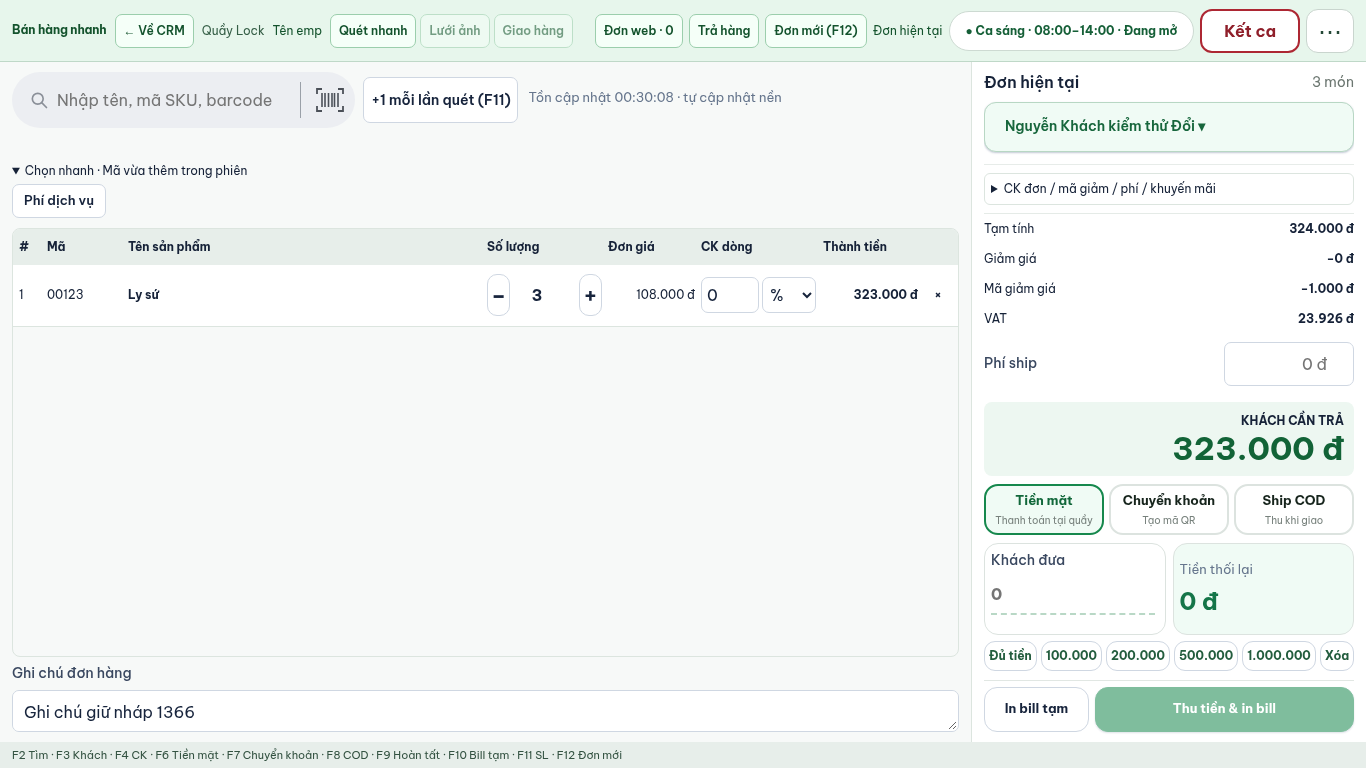 Bán hàng nhanh
← Về CRM
Quầy Lock Tên emp
Quét nhanh
Lưới ảnh
Giao hàng
Đơn web · 0
Trả hàng
Đơn mới (F12)
Đơn hiện tại
● Ca sáng · 08:00–14:00 · Đang mở
Kết ca
...
Nhập tên, mã SKU, barcode
+1 mỗi lần quét (F11)
Tồn cập nhật 00:30:08 · tự cập nhật nền
▼ Chọn nhanh · Mã vừa thêm trong phiên
Phí dịch vụ
# Mã Tên sản phẩm Số lượng Đơn giá CK dòng Thành tiền
1 00123 Ly sứ − 3 + 108.000 đ 0 % 323.000 đ ×
Ghi chú đơn hàng
Ghi chú giữ nháp 1366
Đơn hiện tại 3 món
Nguyễn Khách kiểm thử Đổi ▾
▶ CK đơn / mã giảm / phí / khuyến mãi
Tạm tính 324.000 đ
Giảm giá -0 đ
Mã giảm giá -1.000 đ
VAT 23.926 đ
Phí ship 0 đ
KHÁCH CẦN TRẢ
323.000 đ
Tiền mặt
Thanh toán tại quầy
Chuyển khoản
Tạo mã QR
Ship COD
Thu khi giao
Khách đưa
0
Tiền thối lại
0 đ
Đủ tiền 100.000 200.000 500.000 1.000.000 Xóa
In bill tạm
Thu tiền & in bill
F2 Tìm · F3 Khách · F4 CK · F6 Tiền mặt · F7 Chuyển khoản · F8 COD · F9 Hoàn tất · F10 Bill tạm · F11 SL · F12 Đơn mới